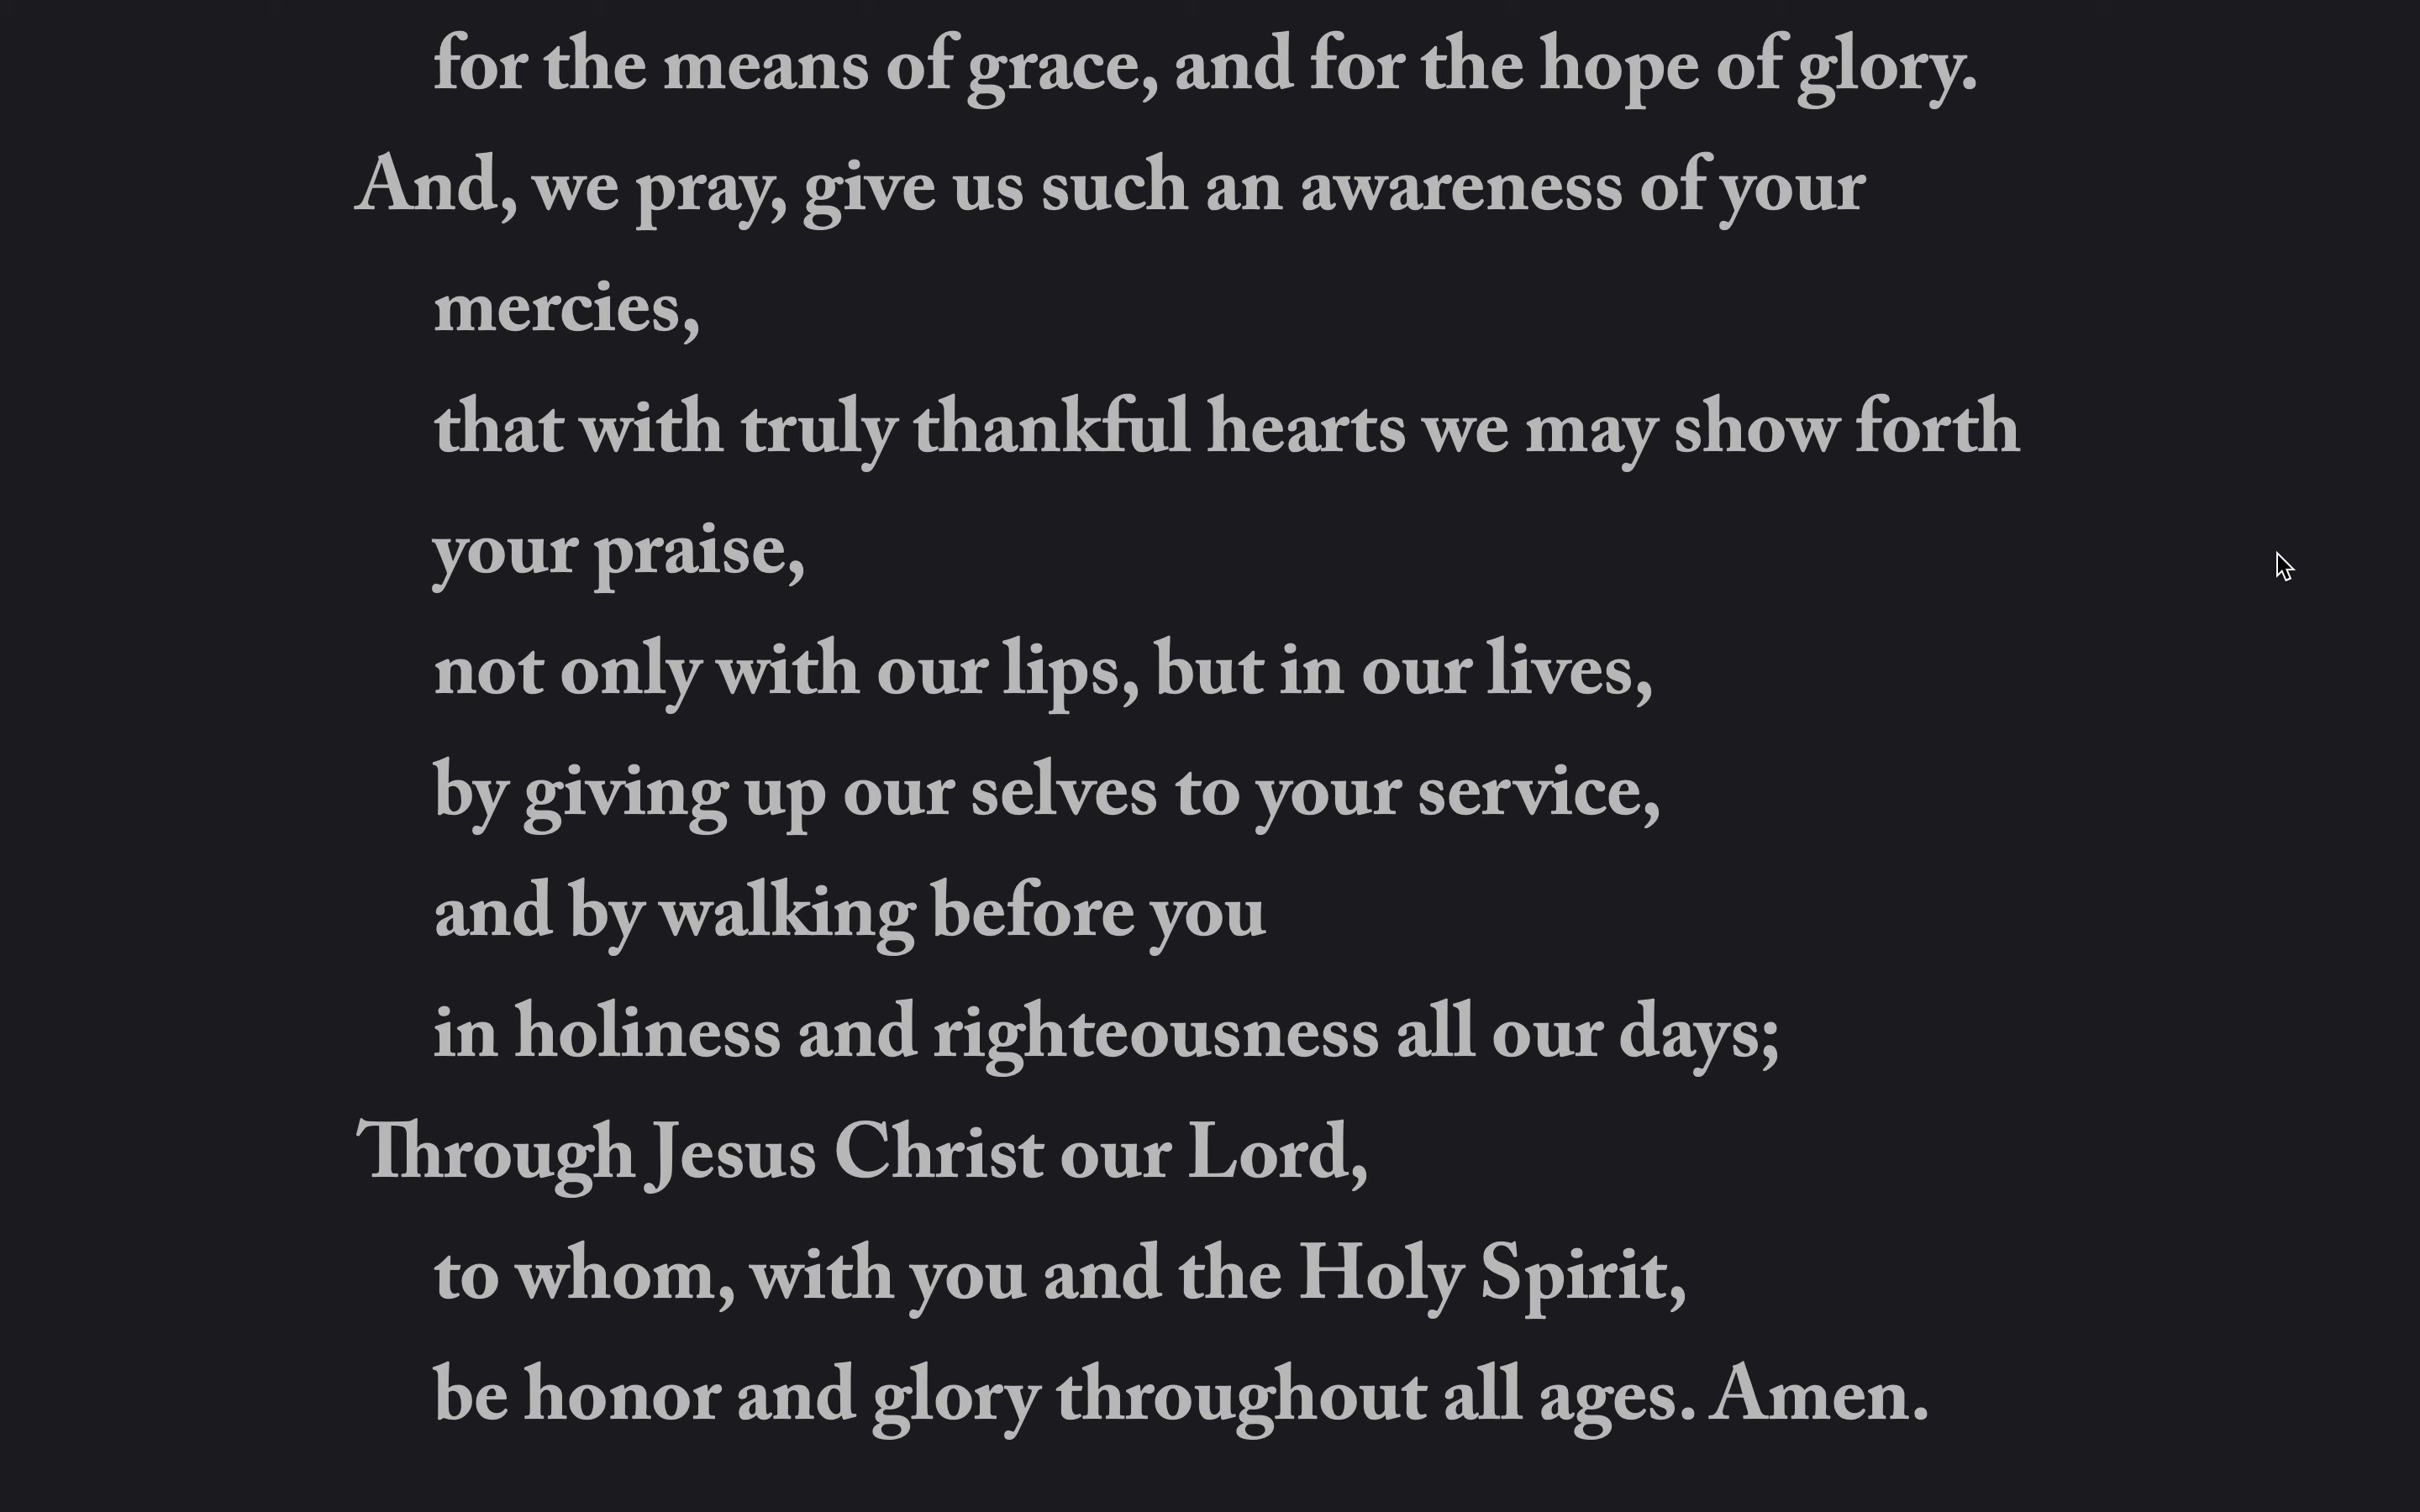 for the means of grace, and for the hope of glory.
And, we pray, give us such an awareness of your
mercies,
that with truly thankful hearts we may show forth
your praise,
not only with our lips, but in our lives,
by giving up our selves to your service,
and by walking before you
in holiness and righteousness all our days;
Through Jesus Christ our Lord,
to whom, with you and the Holy Spirit,
be honor and glory throughout all ages. Amen.